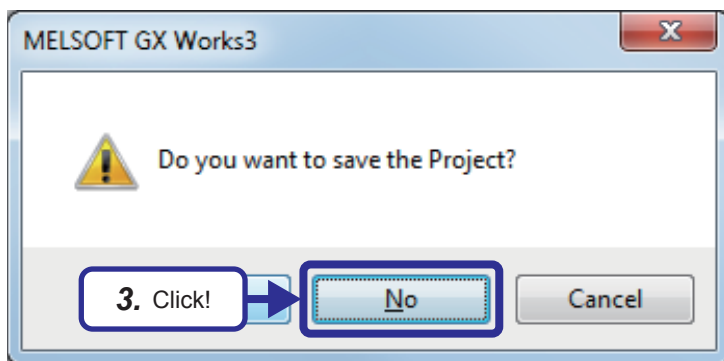 MELSOFT GX Works3
Do you want to save the Project?
3. Click!
No
Cancel